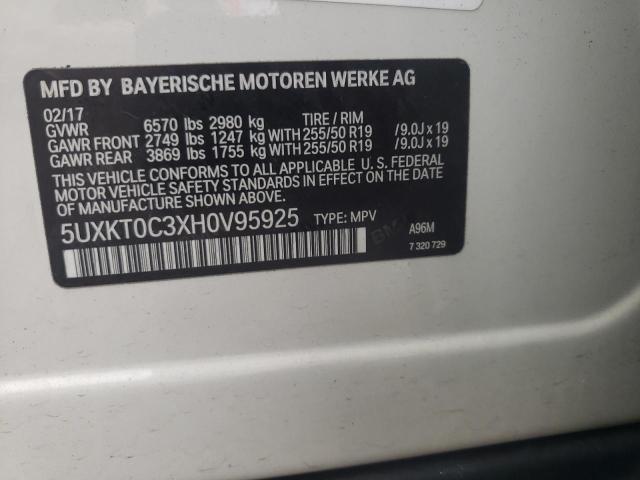 MFD BY BAYERISCHE MOTOREN WERKE AG
02/17
GVWR 6570 lbs 2980 kg TIRE / RIM
GAWR FRONT 2749 lbs 1247 kg WITH 255/50 R19 /9.0J x 19
GAWR REAR 3869 lbs 1755 kg WITH 255/50 R19 /9.0J x 19
THIS VEHICLE CONFORMS TO ALL APPLICABLE U. S. FEDERAL
MOTOR VEHICLE SAFETY STANDARDS IN EFFECT ON THE DATE
OF MANUFACTURE SHOWN ABOVE.
5UXKT0C3XH0V95925 TYPE: MPV A96M
7 320 729